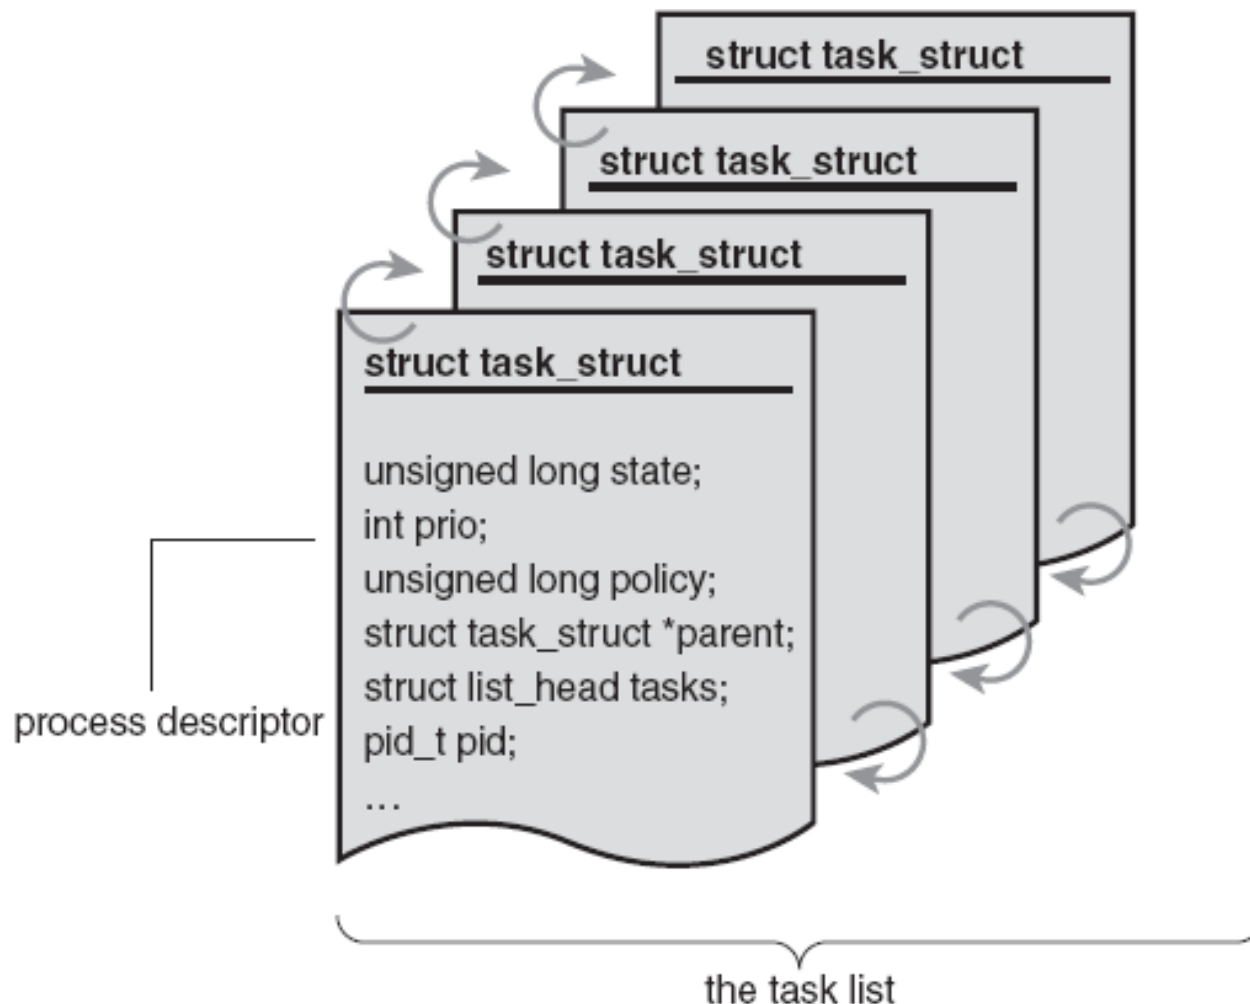 struct task_struct
struct task_struct
struct task_struct
struct task_struct
unsigned long state;
int prio;
unsigned long policy;
struct task_struct *parent;
struct list_head tasks;
pid_t pid;
...
process descriptor
the task list